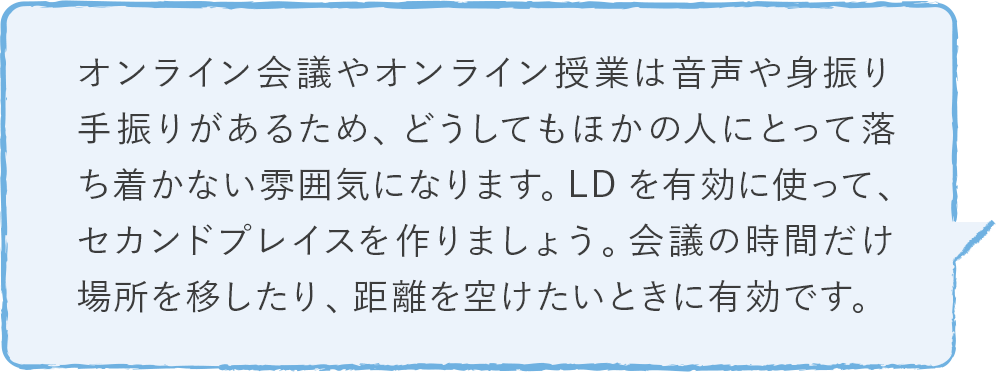 オンライン会議やオンライン授業は音声や身振り
手振りがあるため、どうしてもほかの人にとって落
ち着かない雰囲気になります。LDを有効に使って、
セカンドプレイスを作りましょう。会議の時間だけ
場所を移したり、距離を空けたいときに有効です。